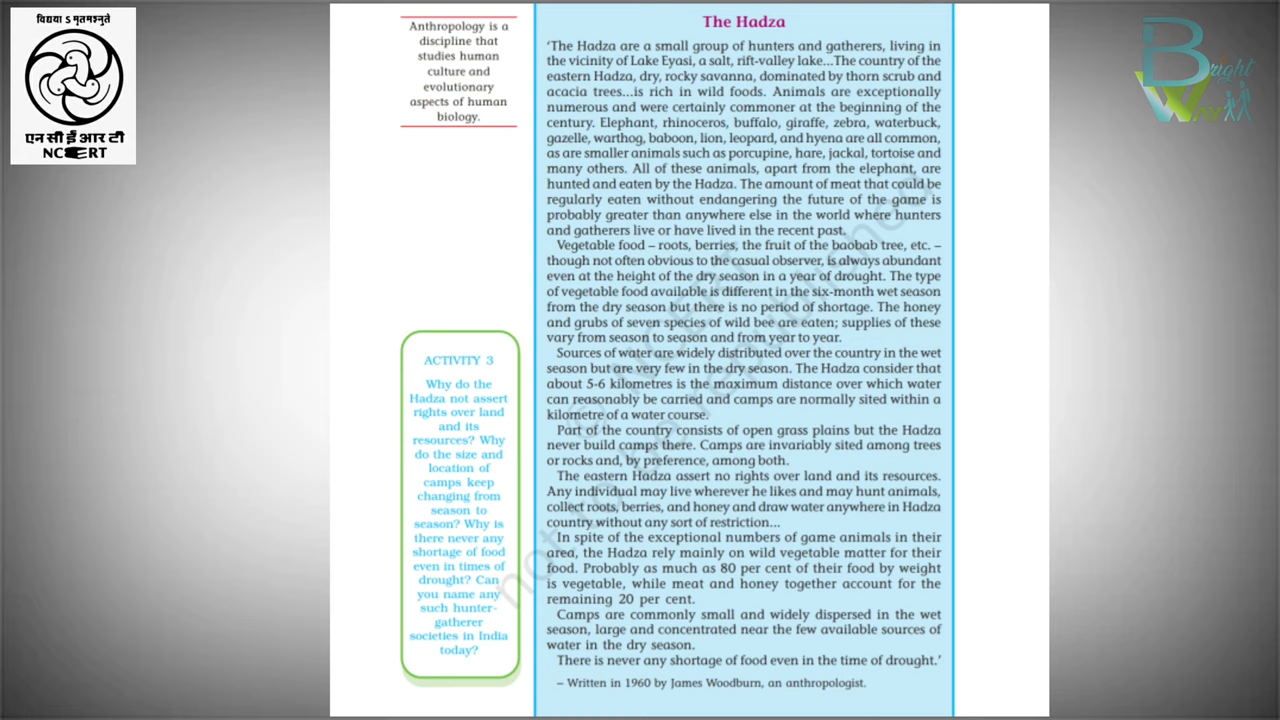 विद्यया ऽ मृतमश्नुते
एन सी ई आर टी
NCERT
Anthropology is a
discipline that
studies human
culture and
evolutionary
aspects of human
biology.
ACTIVITY 3
Why do the
Hadza not assert
rights over land
and its
resources? Why
do the size and
location of
camps keep
changing from
season to
season? Why is
there never any
shortage of food
even in times of
drought? Can
you name any
such hunter-
gatherer
societies in India
today?
The Hadza
‘The Hadza are a small group of hunters and gatherers, living in
the vicinity of Lake Eyasi, a salt, rift-valley lake...The country of the
eastern Hadza, dry, rocky savanna, dominated by thorn scrub and
acacia trees...is rich in wild foods. Animals are exceptionally
numerous and were certainly commoner at the beginning of the
century. Elephant, rhinoceros, buffalo, giraffe, zebra, waterbuck,
gazelle, warthog, baboon, lion, leopard, and hyena are all common,
as are smaller animals such as porcupine, hare, jackal, tortoise and
many others. All of these animals, apart from the elephant, are
hunted and eaten by the Hadza. The amount of meat that could be
regularly eaten without endangering the future of the game is
probably greater than anywhere else in the world where hunters
and gatherers live or have lived in the recent past.
Vegetable food – roots, berries, the fruit of the baobab tree, etc. –
though not often obvious to the casual observer, is always abundant
even at the height of the dry season in a year of drought. The type
of vegetable food available is different in the six-month wet season
from the dry season but there is no period of shortage. The honey
and grubs of seven species of wild bee are eaten; supplies of these
vary from season to season and from year to year.
Sources of water are widely distributed over the country in the wet
season but are very few in the dry season. The Hadza consider that
about 5-6 kilometres is the maximum distance over which water
can reasonably be carried and camps are normally sited within a
kilometre of a water course.
Part of the country consists of open grass plains but the Hadza
never build camps there. Camps are invariably sited among trees
or rocks and, by preference, among both.
The eastern Hadza assert no rights over land and its resources.
Any individual may live wherever he likes and may hunt animals,
collect roots, berries, and honey and draw water anywhere in Hadza
country without any sort of restriction...
In spite of the exceptional numbers of game animals in their
area, the Hadza rely mainly on wild vegetable matter for their
food. Probably as much as 80 per cent of their food by weight
is vegetable, while meat and honey together account for the
remaining 20 per cent.
Camps are commonly small and widely dispersed in the wet
season, large and concentrated near the few available sources of
water in the dry season.
There is never any shortage of food even in the time of drought.’
– Written in 1960 by James Woodburn, an anthropologist.
© NCERT
not to be republished
Bright
Way